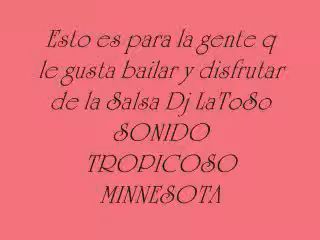 Esto es para la gente q
le gusta bailar y disfrutar
de la Salsa Dj LaToSo
SONIDO
TROPICOSO
MINNESOTA